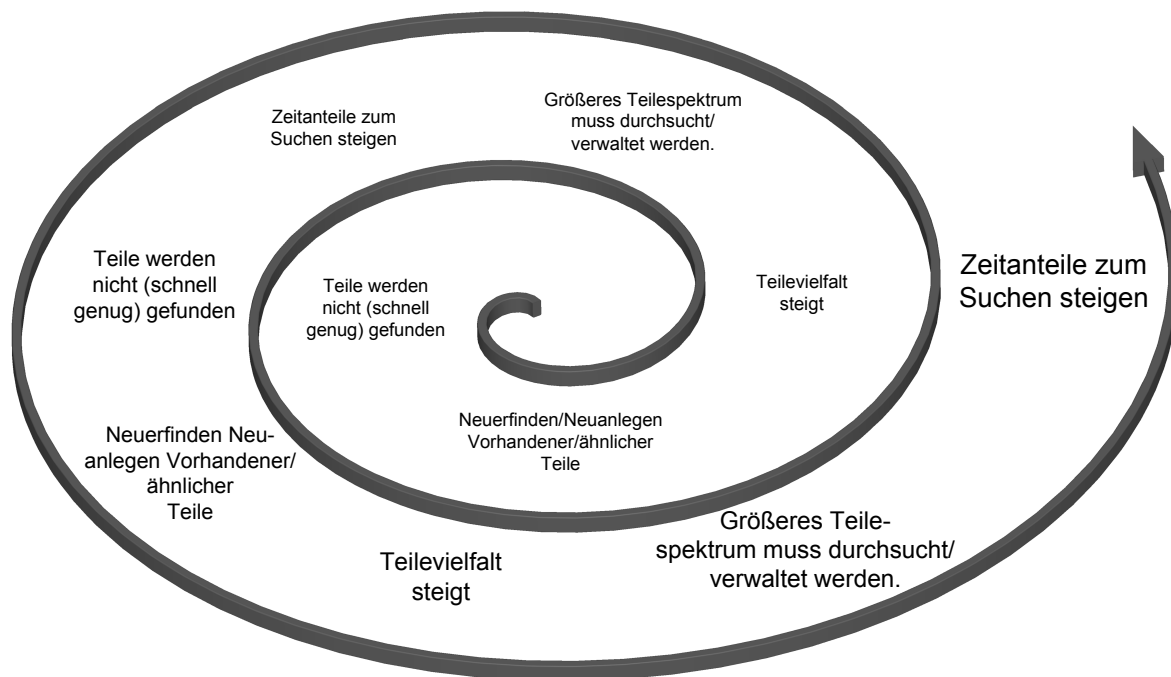 Zeitanteile zum
Suchen steigen
Größeres Teilespektrum
muss durchsucht/
verwaltet werden.
Teile werden
nicht (schnell
genug) gefunden
Teile werden
nicht (schnell
genug) gefunden
Teilevielfalt
steigt
Zeitanteile zum
Suchen steigen
Neuerfinden/Neuanlegen
Vorhandener/ähnlicher
Teile
Neuerfinden Neu-
anlegen Vorhandener/
ähnlicher
Teile
Größeres Teile-
spektrum muss durchsucht/
verwaltet werden.
Teilevielfalt
steigt